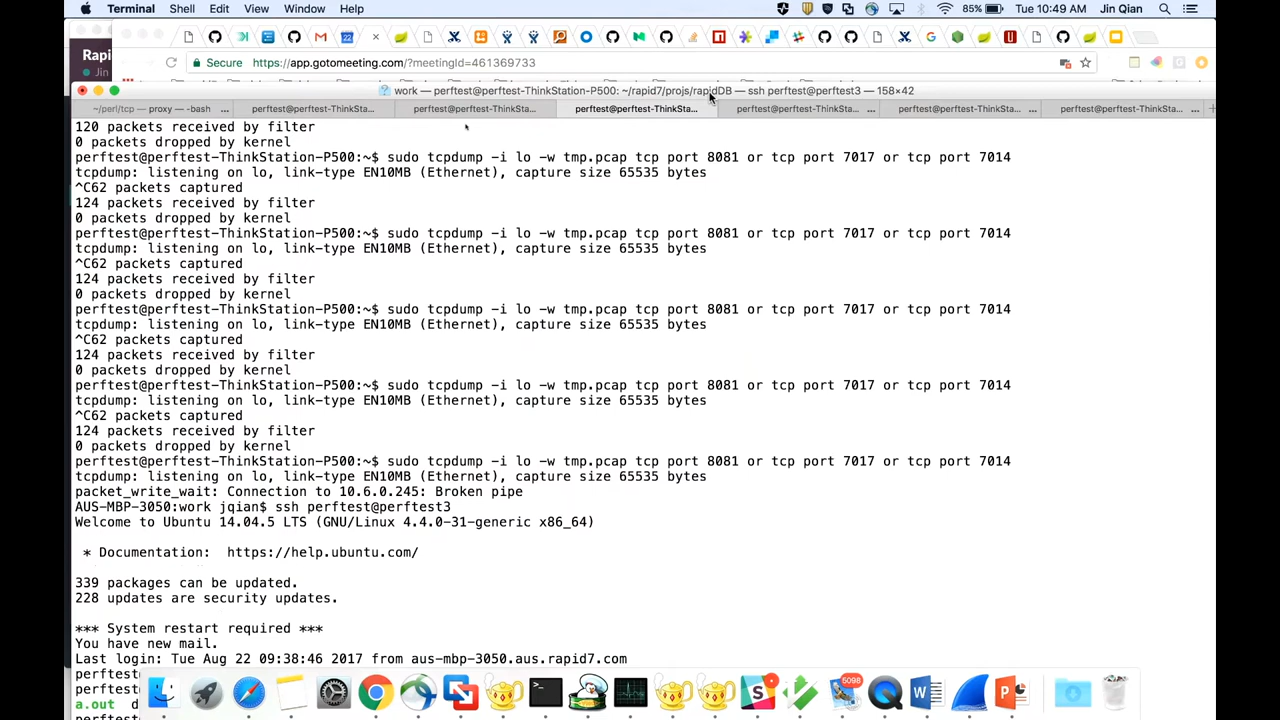 Terminal Shell Edit View Window Help 85% Tue 10:49 AM Jin Qian
Rapi
Jin
Secure https://app.gotomeeting.com/?meetingId=461369733
work — perftest@perftest-ThinkStation-P500: ~/rapid7/projs/rapidDB — ssh perftest@perftest3 — 158×42
~/perl/tcp — proxy — -bash ... perftest@perftest-ThinkSta... perftest@perftest-ThinkSta... perftest@perftest-ThinkSta... perftest@perftest-ThinkSta... ... perftest@perftest-ThinkSta... ... perftest@perftest-ThinkSta... ... +
120 packets received by filter
0 packets dropped by kernel
perftest@perftest-ThinkStation-P500:~$ sudo tcpdump -i lo -w tmp.pcap tcp port 8081 or tcp port 7017 or tcp port 7014
tcpdump: listening on lo, link-type EN10MB (Ethernet), capture size 65535 bytes
^C62 packets captured
124 packets received by filter
0 packets dropped by kernel
perftest@perftest-ThinkStation-P500:~$ sudo tcpdump -i lo -w tmp.pcap tcp port 8081 or tcp port 7017 or tcp port 7014
tcpdump: listening on lo, link-type EN10MB (Ethernet), capture size 65535 bytes
^C62 packets captured
124 packets received by filter
0 packets dropped by kernel
perftest@perftest-ThinkStation-P500:~$ sudo tcpdump -i lo -w tmp.pcap tcp port 8081 or tcp port 7017 or tcp port 7014
tcpdump: listening on lo, link-type EN10MB (Ethernet), capture size 65535 bytes
^C62 packets captured
124 packets received by filter
0 packets dropped by kernel
perftest@perftest-ThinkStation-P500:~$ sudo tcpdump -i lo -w tmp.pcap tcp port 8081 or tcp port 7017 or tcp port 7014
tcpdump: listening on lo, link-type EN10MB (Ethernet), capture size 65535 bytes
^C62 packets captured
124 packets received by filter
0 packets dropped by kernel
perftest@perftest-ThinkStation-P500:~$ sudo tcpdump -i lo -w tmp.pcap tcp port 8081 or tcp port 7017 or tcp port 7014
tcpdump: listening on lo, link-type EN10MB (Ethernet), capture size 65535 bytes
packet_write_wait: Connection to 10.6.0.245: Broken pipe
AUS-MBP-3050:work jqian$ ssh perftest@perftest3
Welcome to Ubuntu 14.04.5 LTS (GNU/Linux 4.4.0-31-generic x86_64)
* Documentation: https://help.ubuntu.com/
339 packages can be updated.
228 updates are security updates.
*** System restart required ***
You have new mail.
Last login: Tue Aug 22 09:38:46 2017 from aus-mbp-3050.aus.rapid7.com
perftest
perftest
a.out d
perftest
5098